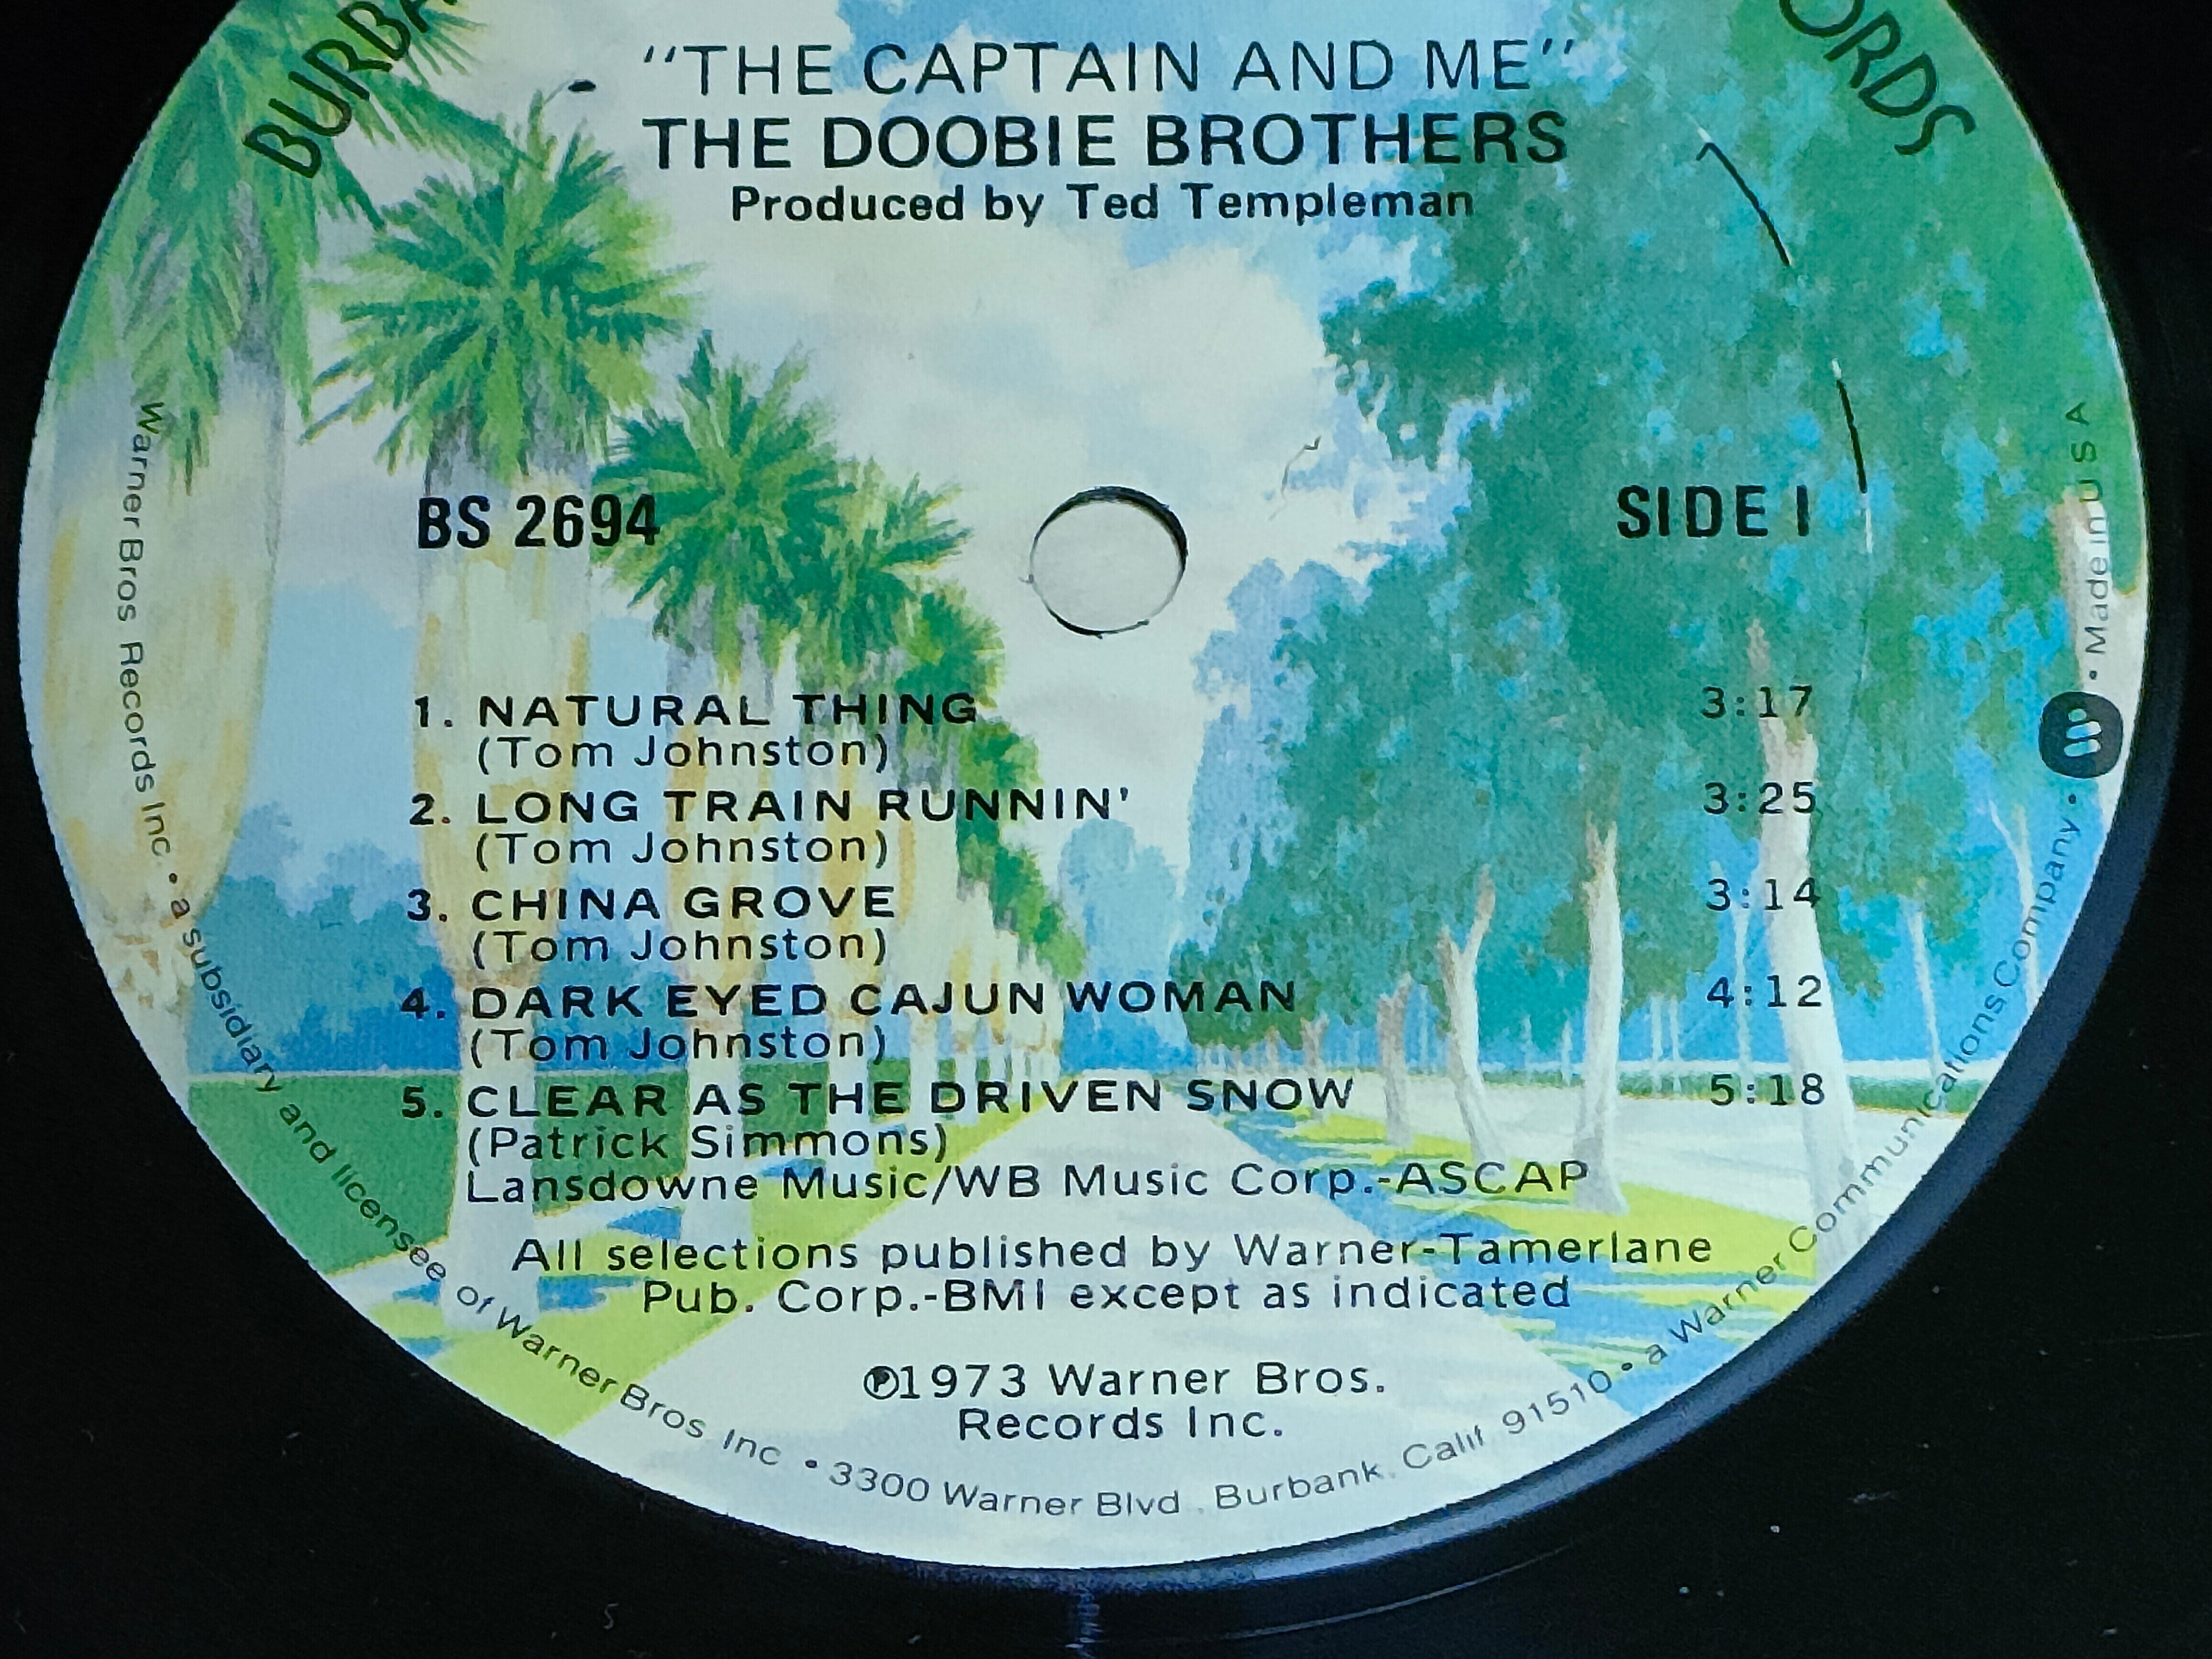 "THE CAPTAIN AND ME"
THE DOOBIE BROTHERS
Produced by Ted Templeman
BS 2694
SIDE 1
1. NATURAL THING 3:17
(Tom Johnston)
2. LONG TRAIN RUNNIN' 3:25
(Tom Johnston)
3. CHINA GROVE 3:14
(Tom Johnston)
4. DARK EYED CAJUN WOMAN 4:12
(Tom Johnston)
5. CLEAR AS THE DRIVEN SNOW 5:18
(Patrick Simmons)
Lansdowne Music/WB Music Corp.-ASCAP
All selections published by Warner-Tamerlane
Pub. Corp.-BMI except as indicated
℗1973 Warner Bros.
Records Inc.
Warner Bros. Records Inc. • a subsidiary and licensee of Warner Bros. Inc. • 3300 Warner Blvd., Burbank, Calif. 91510 • a Warner Communications Company • W • Made in U S A